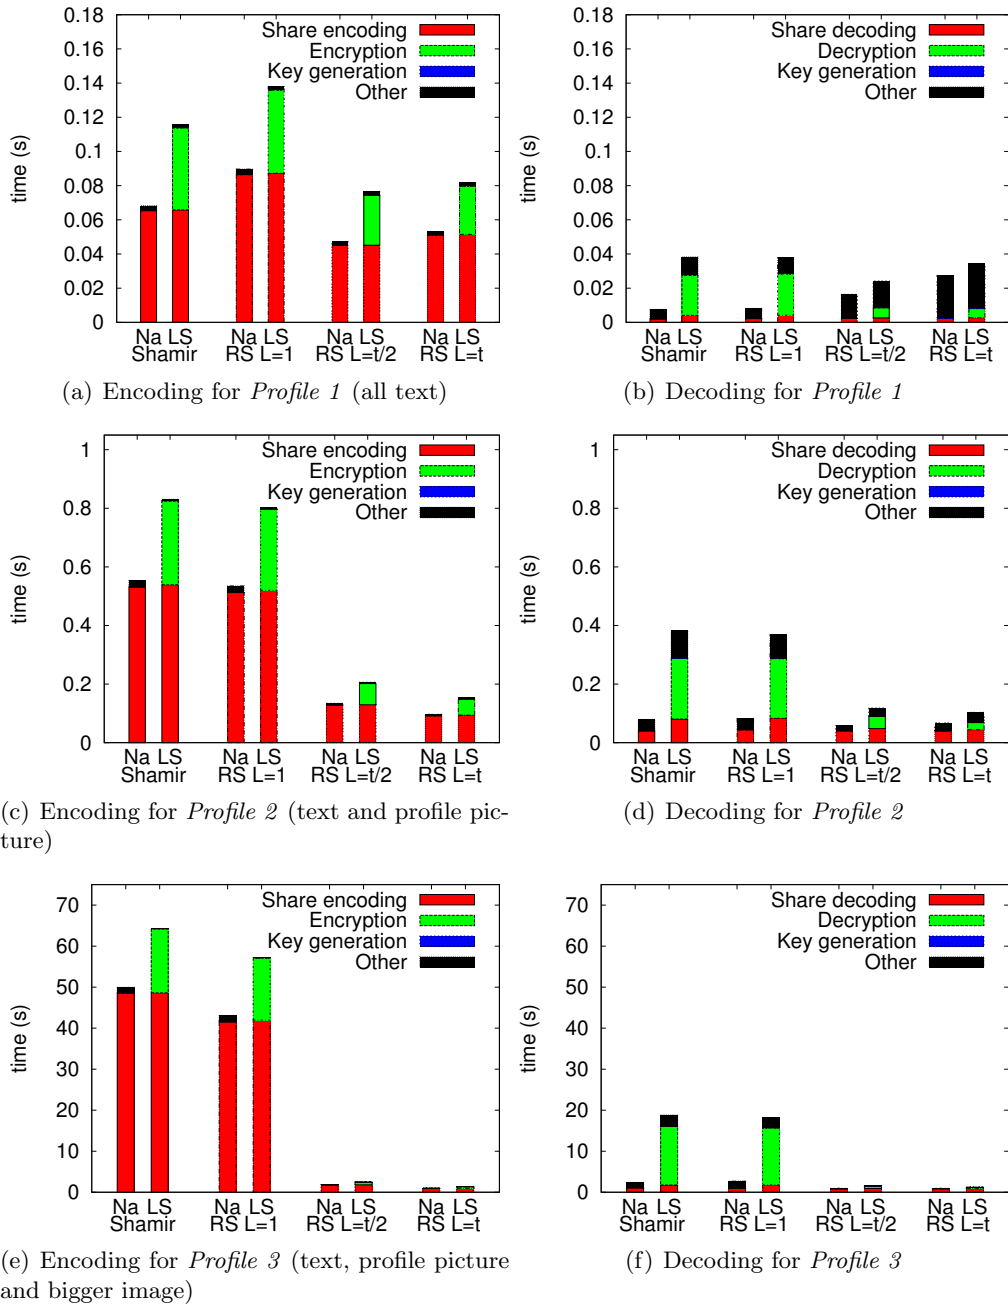 0.18
0.16
0.14
0.12
0.1
0.08
0.06
0.04
0.02
0
time (s)
Share encoding
Encryption
Key generation
Other
Na LS Na LS Na LS Na LS
Shamir RS L=1 RS L=t/2 RS L=t
(a) Encoding for Profile 1 (all text)
0.18
0.16
0.14
0.12
0.1
0.08
0.06
0.04
0.02
0
time (s)
Share decoding
Decryption
Key generation
Other
Na LS Na LS Na LS Na LS
Shamir RS L=1 RS L=t/2 RS L=t
(b) Decoding for Profile 1
1
0.8
0.6
0.4
0.2
0
time (s)
Share encoding
Encryption
Key generation
Other
Na LS Na LS Na LS Na LS
Shamir RS L=1 RS L=t/2 RS L=t
(c) Encoding for Profile 2 (text and profile pic-
ture)
1
0.8
0.6
0.4
0.2
0
time (s)
Share decoding
Decryption
Key generation
Other
Na LS Na LS Na LS Na LS
Shamir RS L=1 RS L=t/2 RS L=t
(d) Decoding for Profile 2
70
60
50
40
30
20
10
0
time (s)
Share encoding
Encryption
Key generation
Other
Na LS Na LS Na LS Na LS
Shamir RS L=1 RS L=t/2 RS L=t
(e) Encoding for Profile 3 (text, profile picture
and bigger image)
70
60
50
40
30
20
10
0
time (s)
Share decoding
Decryption
Key generation
Other
Na LS Na LS Na LS Na LS
Shamir RS L=1 RS L=t/2 RS L=t
(f) Decoding for Profile 3